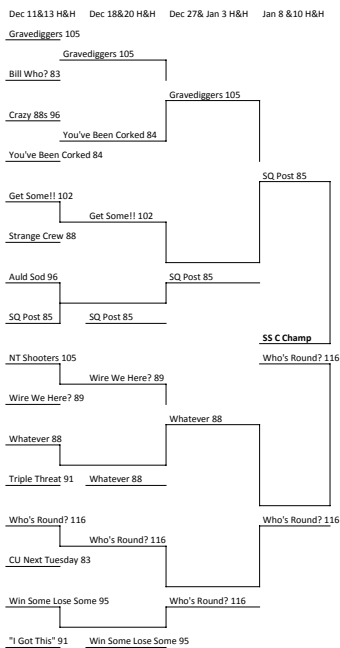 Dec 11&13 H&H Dec 18&20 H&H Dec 27& Jan 3 H&H Jan 8 &10 H&H
Gravediggers 105
Gravediggers 105
Bill Who? 83
Gravediggers 105
Crazy 88s 96
You've Been Corked 84
You've Been Corked 84
SQ Post 85
Get Some!! 102
Get Some!! 102
Strange Crew 88
Auld Sod 96 SQ Post 85
SQ Post 85 SQ Post 85
SS C Champ
NT Shooters 105 Who's Round? 116
Wire We Here? 89
Wire We Here? 89
Whatever 88
Whatever 88
Triple Threat 91 Whatever 88
Who's Round? 116 Who's Round? 116
Who's Round? 116
CU Next Tuesday 83
Win Some Lose Some 95 Who's Round? 116
"I Got This" 91 Win Some Lose Some 95